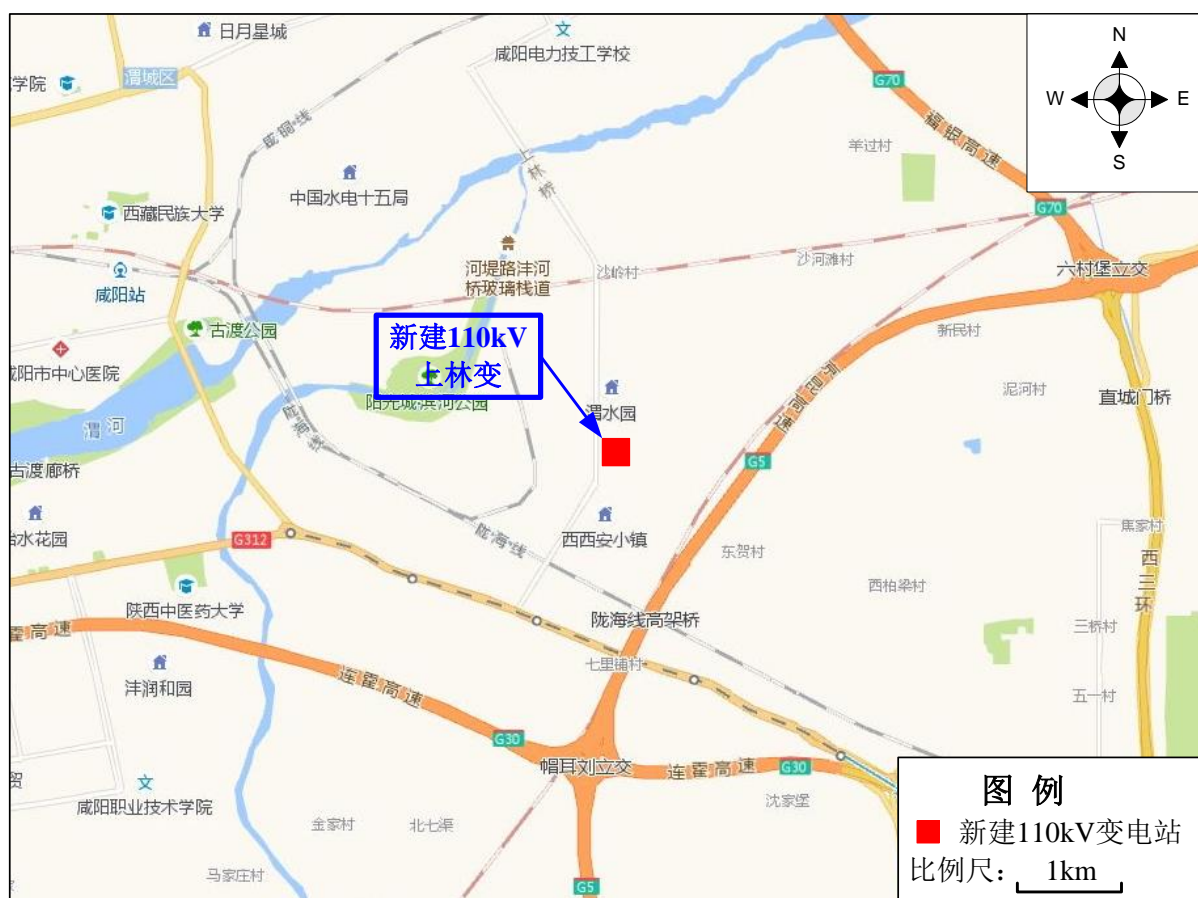 日月星城
文
咸阳电力技工学校
N
W
E
S
学院
渭城区
G70
福银高速
咸铜线
上林桥
羊过村
中国水电十五局
西藏民族大学
G70
河堤路沣河
桥玻璃栈道
沙岭村
沙河滩村
六村堡立交
咸阳站
古渡公园
新建110kV
上林变
新民村
咸阳市中心医院
阳光城·滨河公园
渭水园
京昆高速
泥河村
直城门桥
渭河
陇海线
古渡廊桥
G5
治水花园
西西安小镇
陇海线
焦家村
G312
东贺村
西三环
西柏梁村
陕西中医药大学
陇海线高架桥
三桥村
霍高速
七里铺村
沣润和园
连霍高速
五一村
G30
帽耳刘立交
连霍高速
G30
贸
文
咸阳职业技术学院
沈家堡
金家村
北七渠
马家庄村
G5
图 例
新建110kV变电站
比例尺：
1km